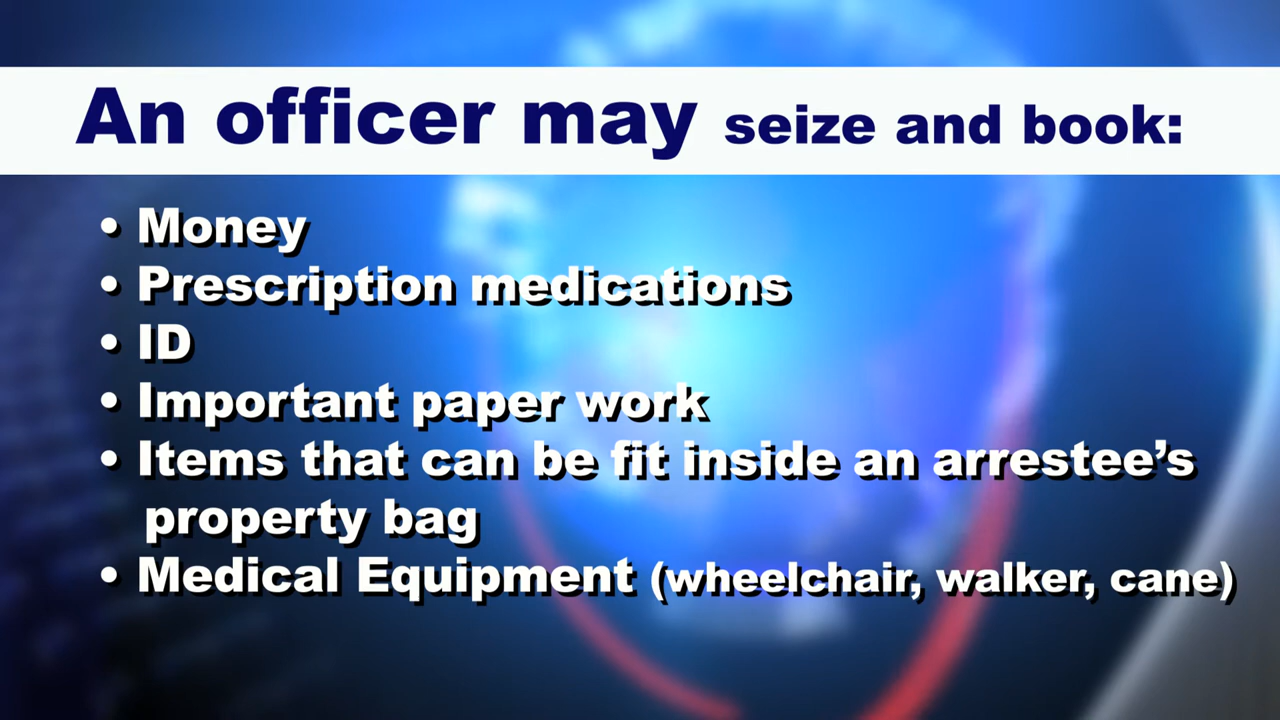 An officer may seize and book:
• Money
• Prescription medications
• ID
• Important paper work
• Items that can be fit inside an arrestee’s
property bag
• Medical Equipment (wheelchair, walker, cane)